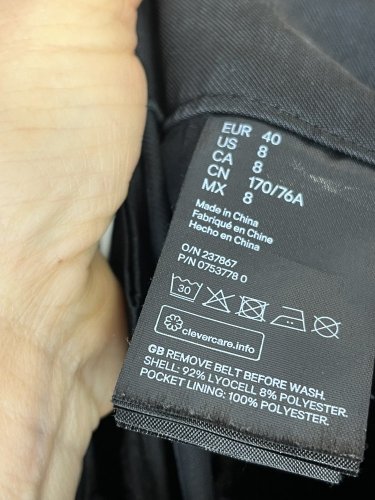 EUR 40
US 8
CA 8
CN 170/76A
MX 8
Made in China
Fabriqué en Chine
Hecho en China
O/N 237867
P/N 0753778 0
30
clevercare.info
GB REMOVE BELT BEFORE WASH.
SHELL: 92% LYOCELL 8% POLYESTER.
POCKET LINING: 100% POLYESTER.